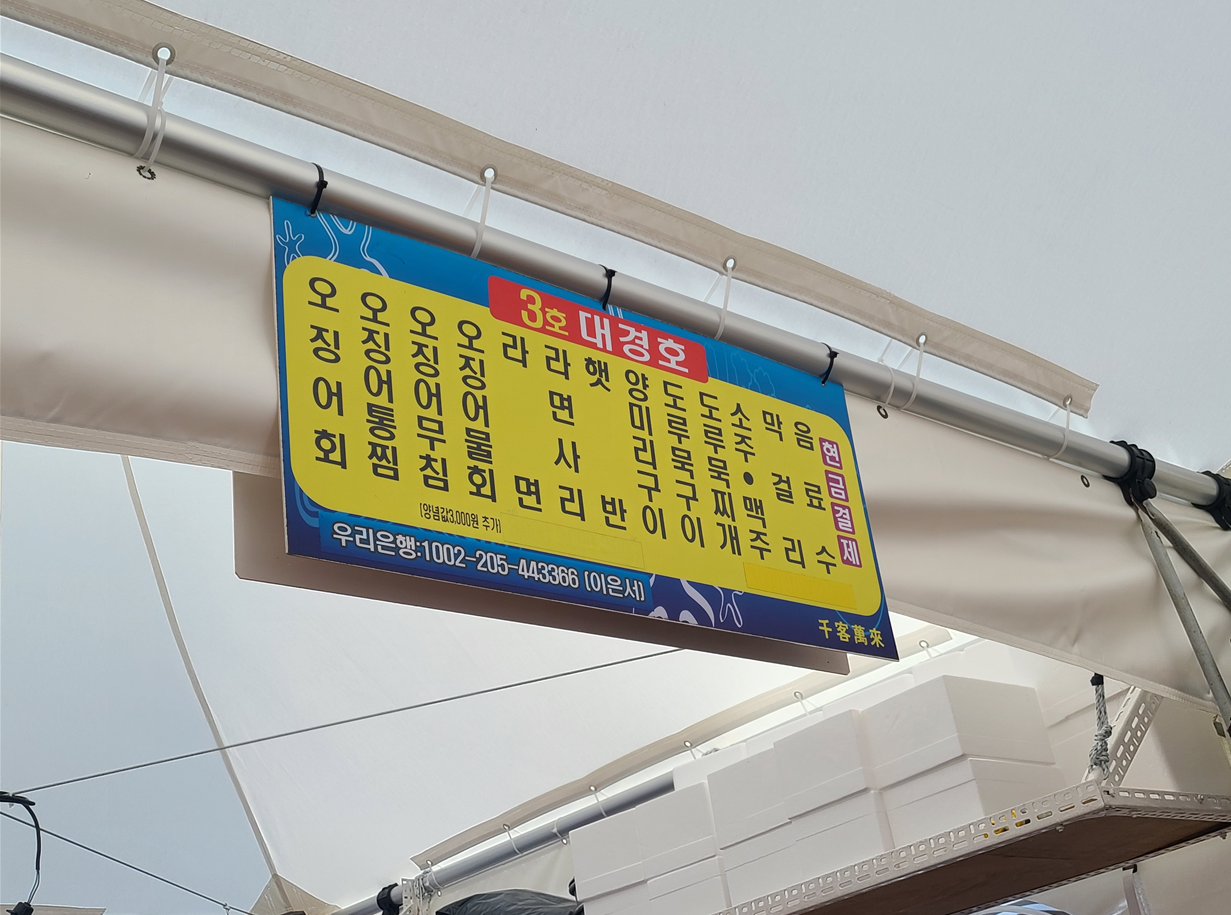 3호 대경호
오징어회
오징어통찜
오징어무침
오징어물회
라면
라면사리
햇반
양미리구이
도루묵구이
도루묵찌개
소주•맥주
막걸리
음료수
현금결제
(양념값3,000원 추가)
우리은행:1002-205-443366 (이은서)
千客萬來